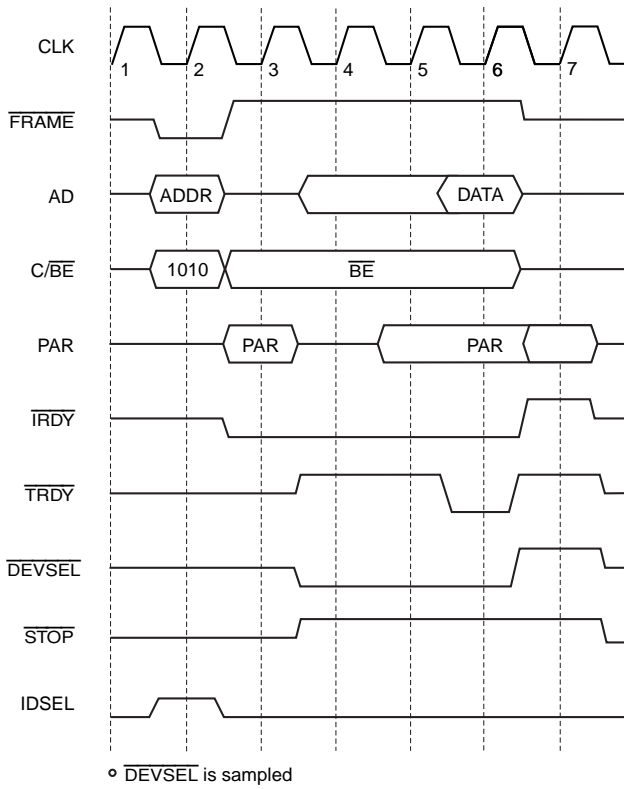 CLK
1 2 3 4 5 6 7
FRAME
AD ADDR DATA
C/BE 1010 BE
PAR PAR PAR
IRDY
TRDY
DEVSEL
STOP
IDSEL
DEVSEL is sampled